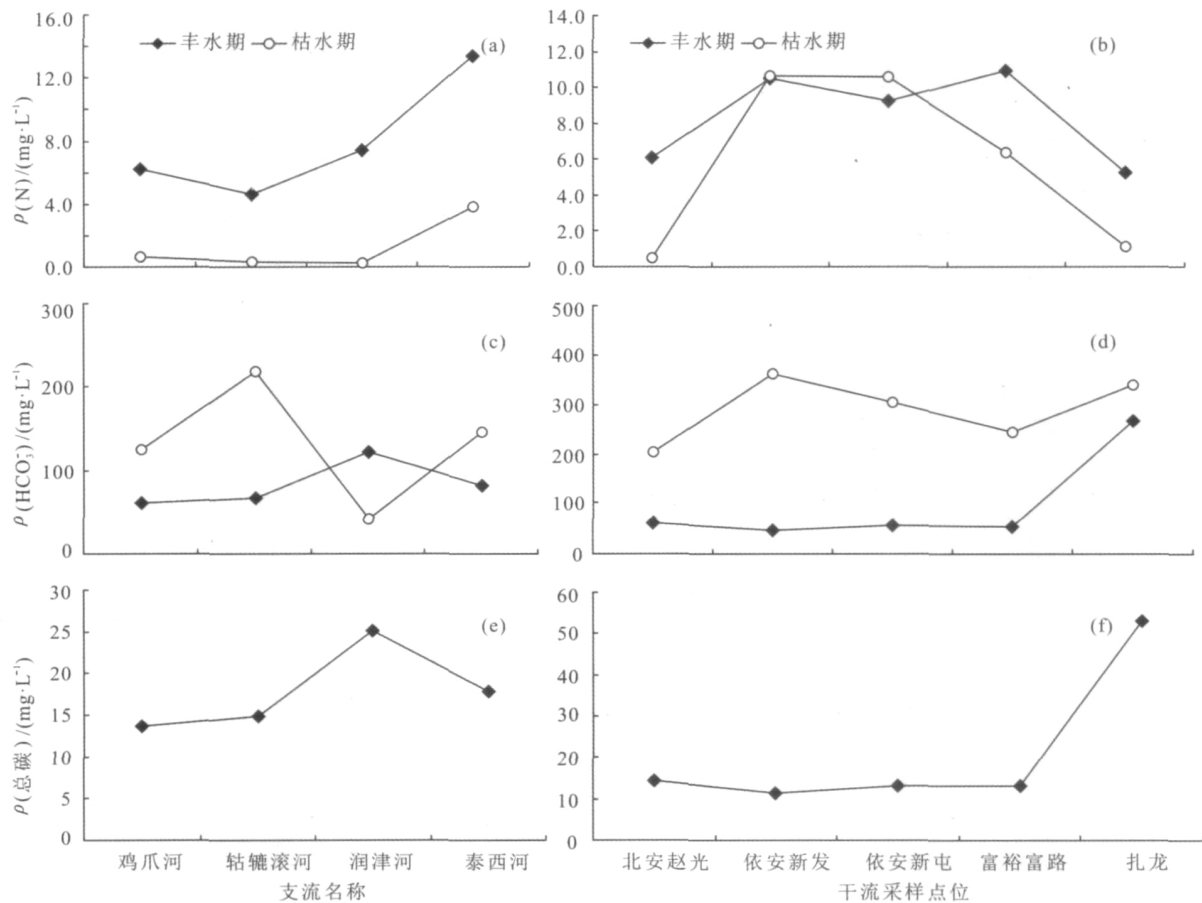 16.0
12.0
8.0
4.0
0.0
ρ(N)/(mg·L⁻¹)
丰水期 枯水期
(a)
14.0
12.0
10.0
8.0
6.0
4.0
2.0
0.0
丰水期 枯水期
(b)
300
200
100
0
ρ(HCO₃⁻)/(mg·L⁻¹)
(c)
500
400
300
200
100
0
(d)
30
25
20
15
10
5
0
ρ(总碳)/(mg·L⁻¹)
(e)
鸡爪河 轱辘滚河 润津河 泰西河
支流名称
60
50
40
30
20
10
0
(f)
北安赵光 依安新发 依安新屯 富裕富路 扎龙
干流采样点位